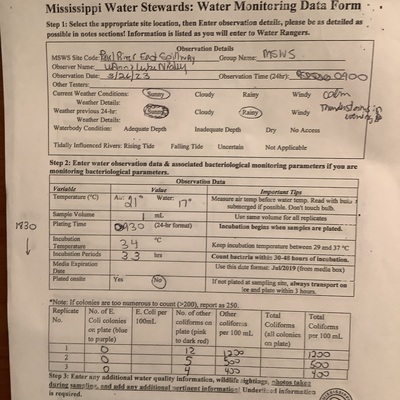 Mississippi Water Stewards: Water Monitoring Data Form
Step 1: Select the appropriate site location, then Enter observation details, please be as detailed as
possible in notes sections! Information is listed as you will enter to Water Rangers.
Observation Details
MSWS Site Code Pearl River East Spillway Group Name: MSWS
Observer Name
Observation Date: 3/26/23 Observation Time (24hr): 0900
Other Testers:
Current Weather Conditions: Sunny Cloudy Rainy Windy calm
Weather Details:
Weather previous 24-hr: Sunny Cloudy Rainy Windy
Weather Details:
Waterbody Condition: Adequate Depth Inadequate Depth Dry No Access
Tidally Influenced Rivers: Rising Tide Falling Tide Uncertain Not Applicable
Step 2: Enter water observation data & associated bacteriological monitoring parameters if you are
monitoring bacteriological parameters.
Observation Data
Variable Value Important Tips
Temperature (°C) Air: 21° Water: 17° Measure air temp before water temp. Read with bulb
submerged if possible. Don't touch bulb.
Sample Volume 1 mL Use same volume for all replicates
Plating Time 0930 (24-hr format) Incubation begins when samples are plated.
1830
Incubation
Temperature 34 °C Keep incubation temperature between 29 and 37 °C
Incubation Periods 33 hrs Count bacteria within 30-48 hours of incubation.
Media Expiration
Date Use this date format: Jul/2019 (from media box)
Plated onsite Yes No If not plated at sampling site, always transport on
ice and plate within 3 hours.
*Note: If colonies are too numerous to count (>200), report as 250.
Replicate
No. No. of E.
Coli colonies
on plate (blue
to purple) E. Coli per
100mL No. of other
coliforms on
plate (pink
to dark red) Other
coliforms
per 100mL Total
Coliforms
(all colonies
on plate) Total
Coliforms
per 100mL
1 0 12 1200 1200
2 0 5 500 500
3 0 4 400 400
Step 3: Enter any additional water quality information, wildlife sightings, photos taken
during sampling, and add any additional pertinent information! Underlined information
is required.